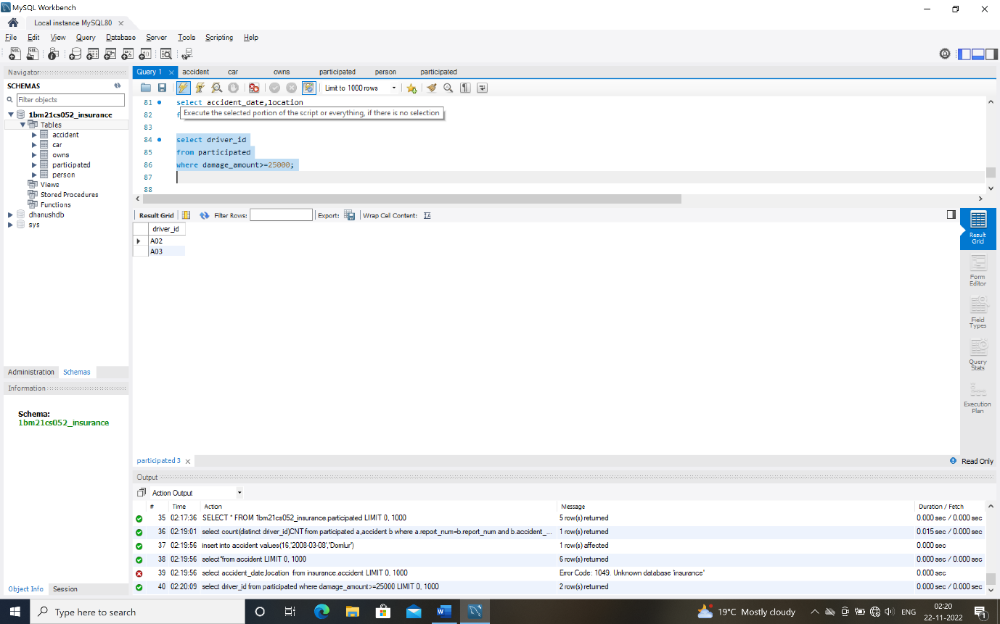 MySQL Workbench
Local instance MySQL80
File Edit View Query Database Server Tools Scripting Help
Navigator
SCHEMAS
Filter objects
1bm21cs052_insurance
Tables
accident
car
owns
participated
person
Views
Stored Procedures
Functions
dhanushdb
sys
Administration Schemas
Information
Schema:
1bm21cs052_insurance
Object Info Session
Query 1 accident car owns participated person participated
Limit to 1000 rows
81 select accident_date,location
Execute the selected portion of the script or everything, if there is no selection
82
83
84 select driver_id
85 from participated
86 where damage_amount>=25000;
87
88
Result Grid Filter Rows: Export: Wrap Cell Content:
driver_id
A02
A03
Result Grid
Form Editor
Field Types
Query Stats
Execution Plan
participated 3
Read Only
Output
Action Output
# Time Action Message Duration / Fetch
35 02:17:36 SELECT * FROM 1bm21cs052_insurance.participated LIMIT 0, 1000 5 row(s) returned 0.000 sec / 0.000 sec
36 02:19:01 select count(distinct driver_id)CNT from participated a,accident b where a.report_num=b.report_num and b.accident_... 1 row(s) returned 0.015 sec / 0.000 sec
37 02:19:56 insert into accident values(16,'2008-03-08','Domlur') 1 row(s) affected 0.000 sec
38 02:19:56 select*from accident LIMIT 0, 1000 6 row(s) returned 0.000 sec / 0.000 sec
39 02:19:56 select accident_date,location from insurance.accident LIMIT 0, 1000 Error Code: 1049. Unknown database 'insurance' 0.000 sec
40 02:20:09 select driver_id from participated where damage_amount>=25000 LIMIT 0, 1000 2 row(s) returned 0.000 sec / 0.000 sec
Type here to search
19°C Mostly cloudy
ENG
02:20
22-11-2022
1